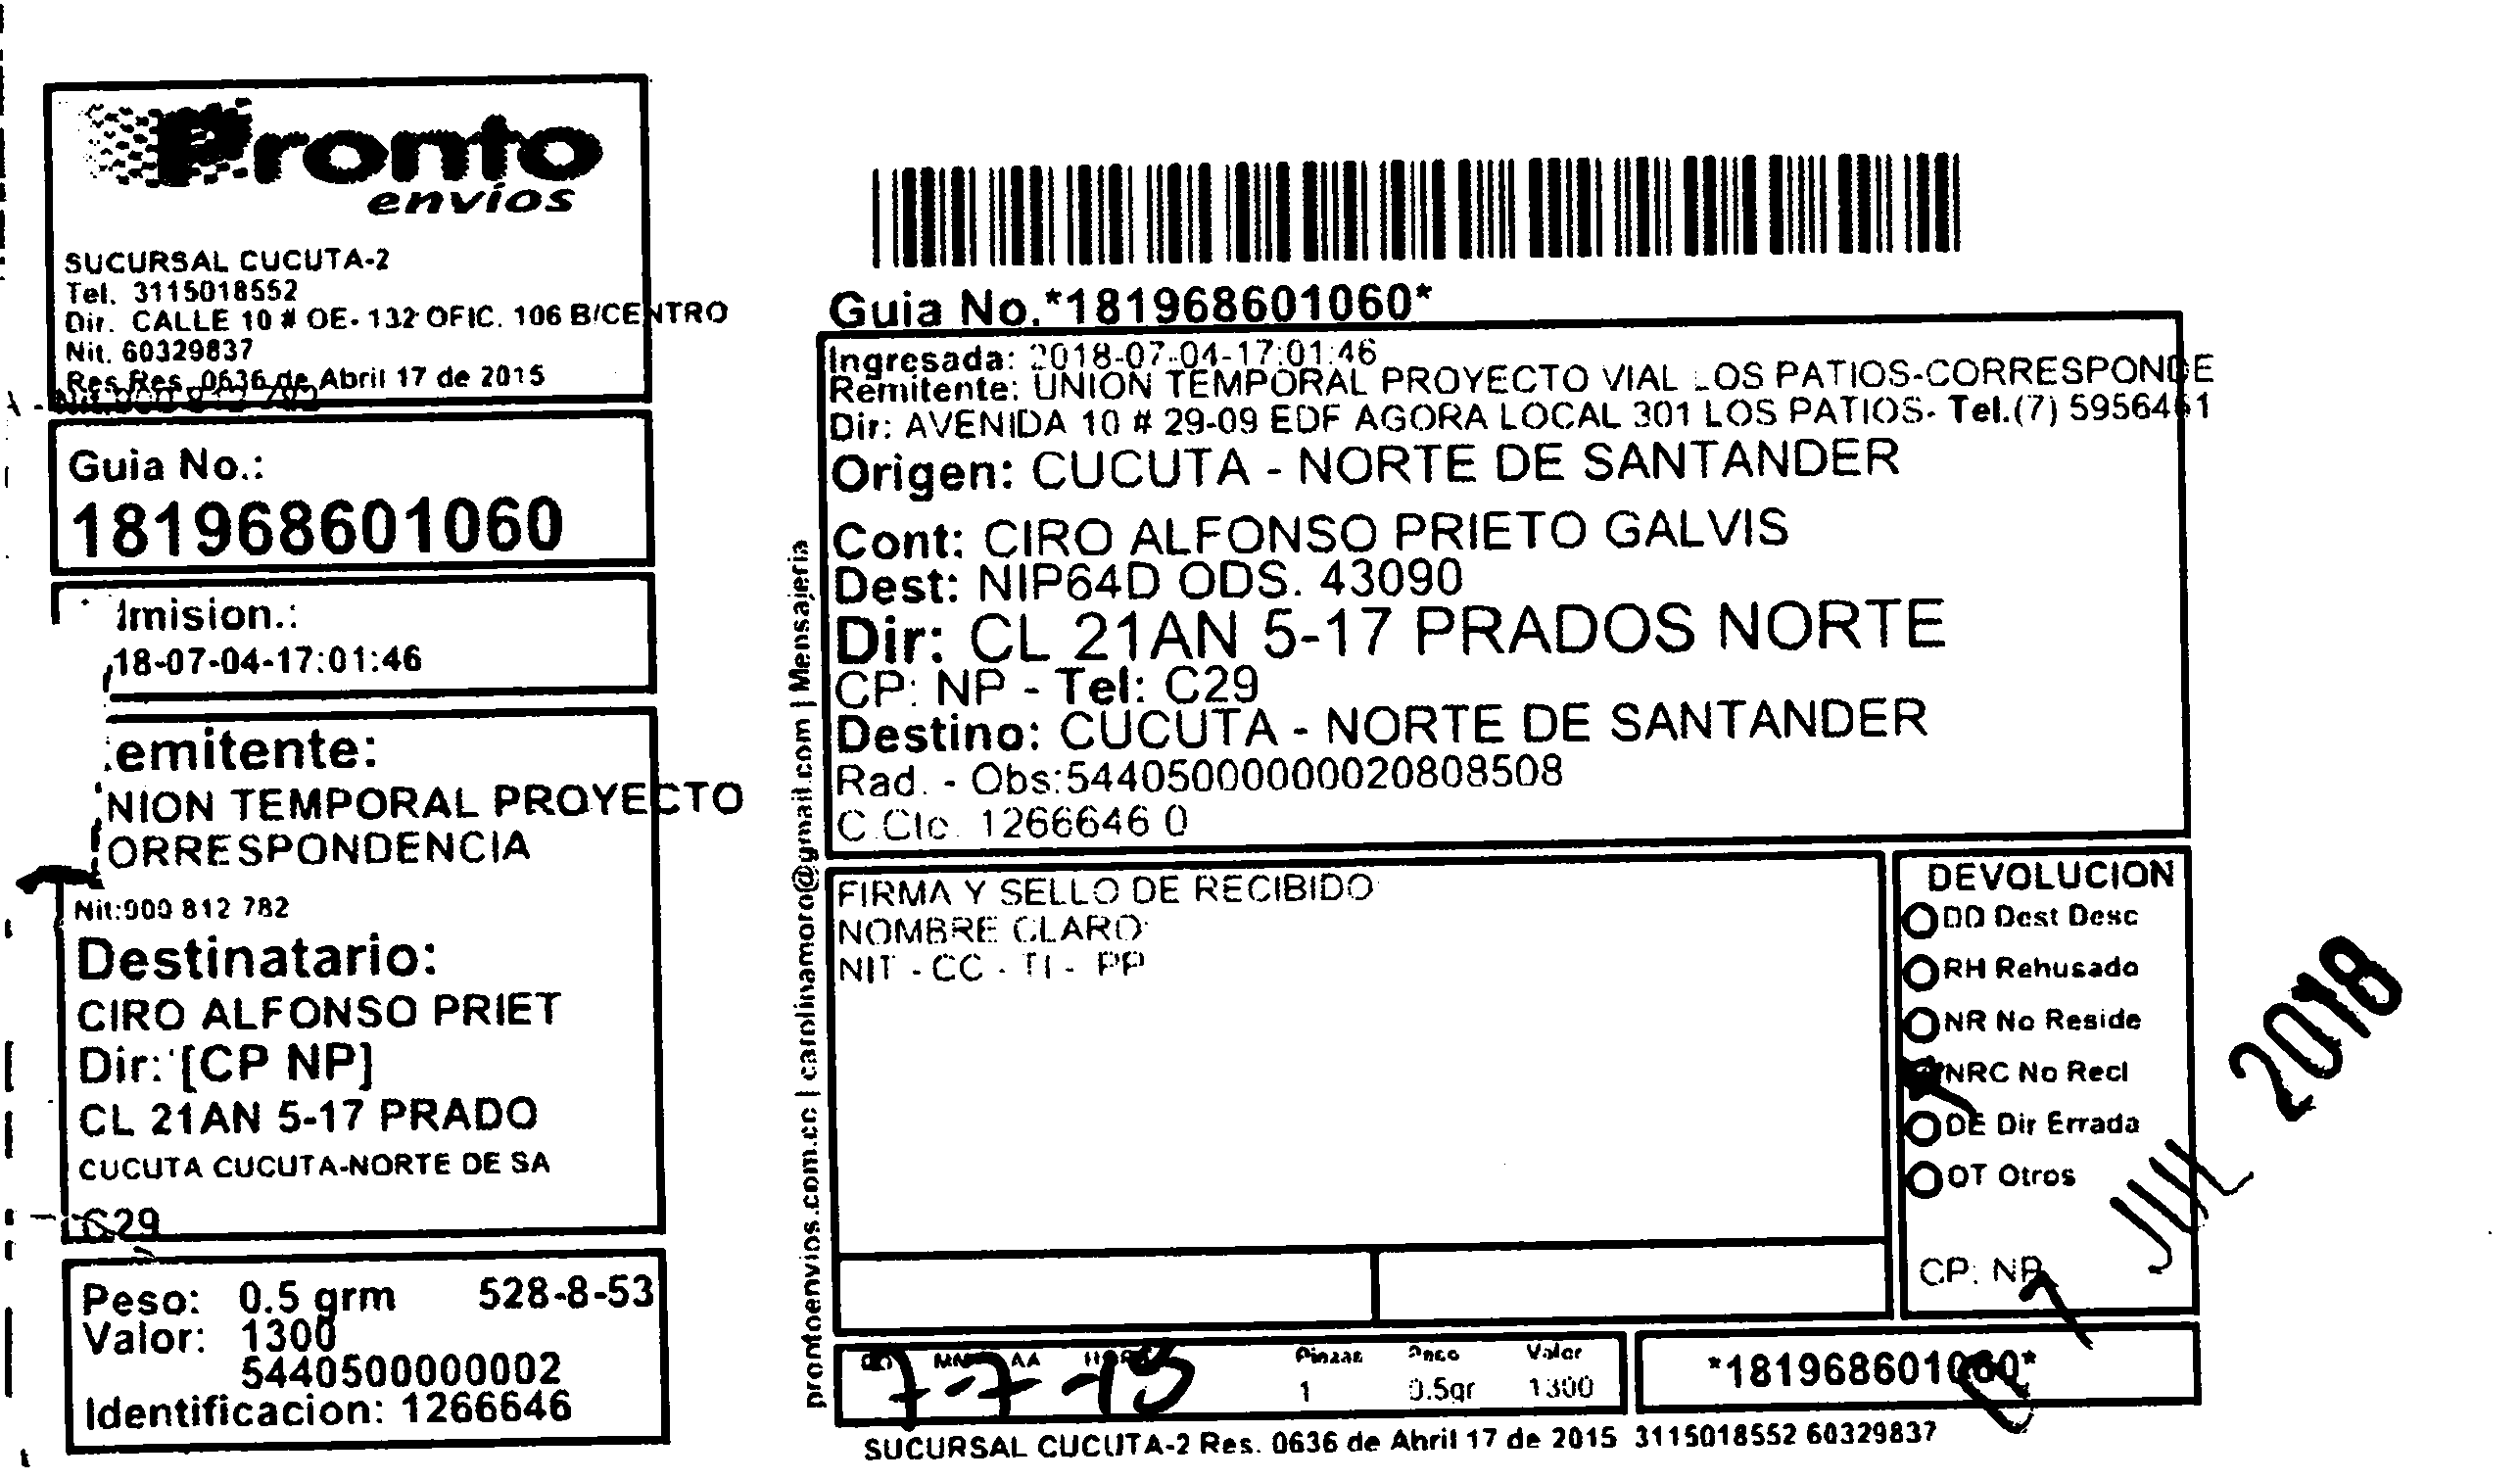 Pronto
envíos
SUCURSAL CUCUTA-2
Tel. 3115018552
Dir. CALLE 10 # OE-132 OFIC. 106 B/CENTRO
Nit. 60329837
Res Res. 0636 de Abril 17 de 2015
Guia No.:
181968601060
mision.:
18-07-04-17:01:46
emitente:
NION TEMPORAL PROYECTO
ORRESPONDENCIA
Nit:900 812 782
Destinatario:
CIRO ALFONSO PRIET
Dir: [CP NP]
CL 21AN 5-17 PRADO
CUCUTA CUCUTA-NORTE DE SA
C29
Peso: 0.5 grm 528-8-53
Valor: 1300
5440500000002
Identificacion: 1266646
prontoenvios.com.co | carolinamoro@gmail.com | Mensajeria
Guia No.*181968601060*
Ingresada: 2018-07-04-17:01:46
Remitente: UNION TEMPORAL PROYECTO VIAL LOS PATIOS-CORRESPONDE
Dir: AVENIDA 10 # 29-09 EDF AGORA LOCAL 301 LOS PATIOS- Tel.(7) 5956461
Origen: CUCUTA - NORTE DE SANTANDER
Cont: CIRO ALFONSO PRIETO GALVIS
Dest: NIP64D ODS. 43090
Dir: CL 21AN 5-17 PRADOS NORTE
CP: NP - Tel: C29
Destino: CUCUTA - NORTE DE SANTANDER
Rad. - Obs:544050000000020808508
C.Ctc. 1266646 0
FIRMA Y SELLO DE RECIBIDO
NOMBRE CLARO:
NIT - CC - TI - PP
DEVOLUCION
DD Dest Desc
RH Rehusado
NR No Reside
NRC No Recl
DE Dir Errada
OT Otros
CP: NP
JUL 2018
MM AA
7-7-18
Piezas Peso Valor
1 0.5gr 1300
*181968601060*
SUCURSAL CUCUTA-2 Res. 0636 de Abril 17 de 2015 3115018552 60329837